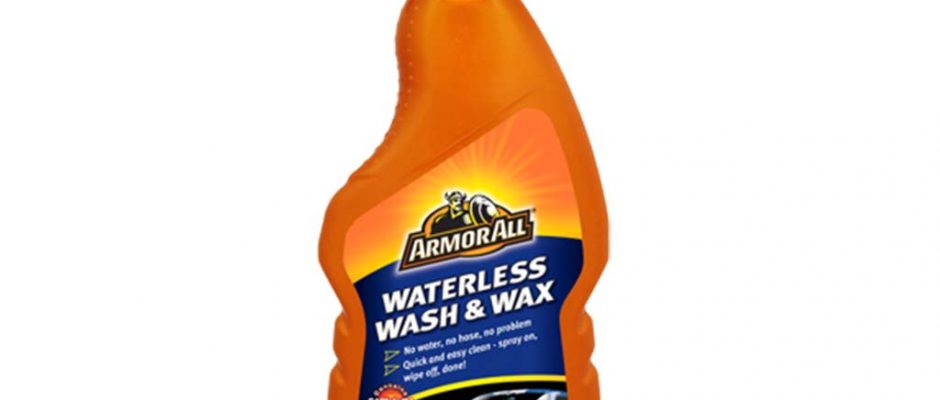 ARMORALL
WATERLESS
WASH & WAX
No water, no hose, no problem
Quick and easy clean - spray on,
wipe off, done!
Contains